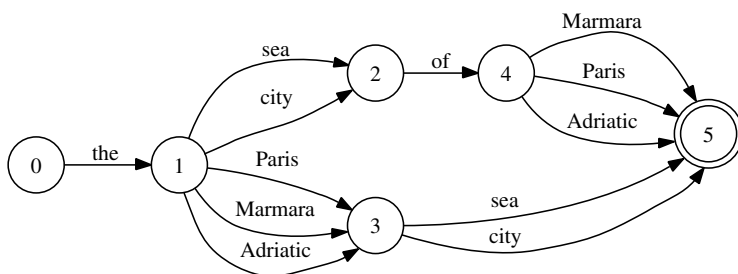 0 the 1
sea
city
2 of 4
Marmara
Paris
Adriatic
5
Paris
Marmara
Adriatic
3
sea
city